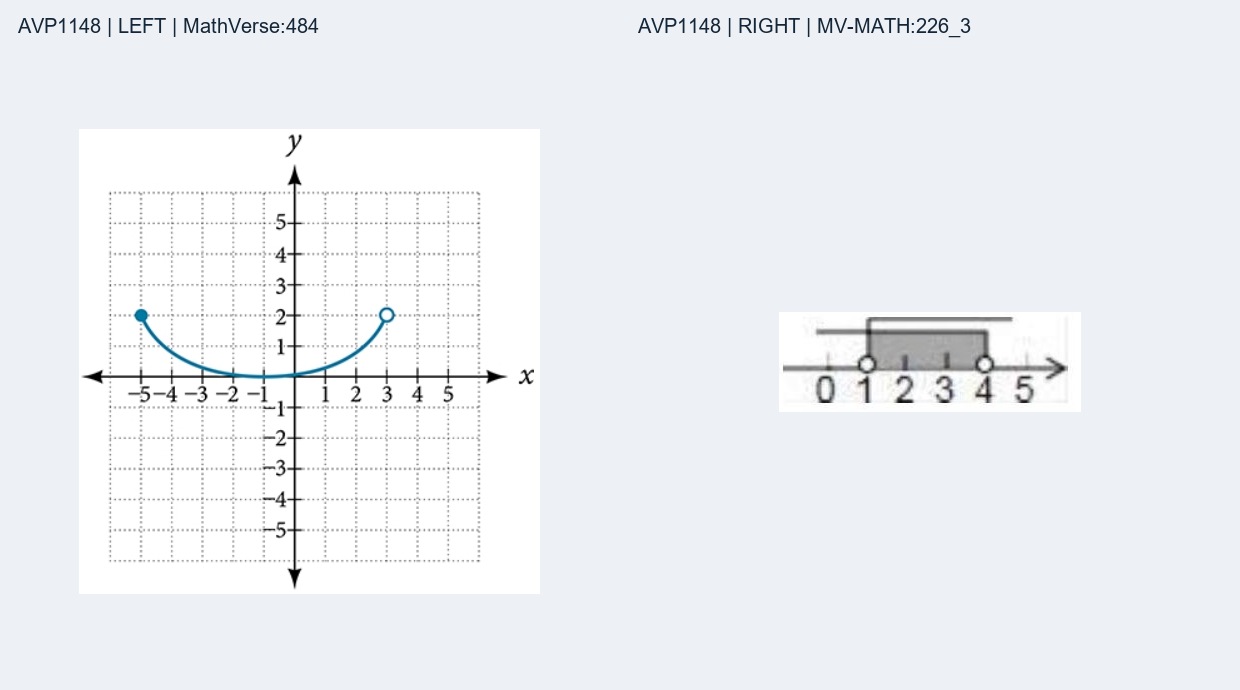 AVP1148 | LEFT | MathVerse:484
AVP1148 | RIGHT | MV-MATH:226_3
y
5
4
3
2
1
x
−5 −4 −3 −2 −1 1 2 3 4 5
−1
−2
−3
−4
−5
0 1 2 3 4 5